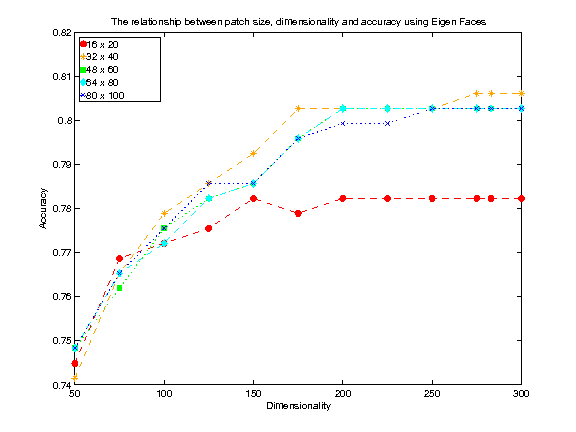 The relationship between patch size, dimensionality and accuracy using Eigen Faces
0.82
0.81
0.8
0.79
0.78
0.77
0.76
0.75
0.74
Accuracy
16 x 20
32 x 40
48 x 60
64 x 80
80 x 100
50
100
150
200
250
300
Dimensionality